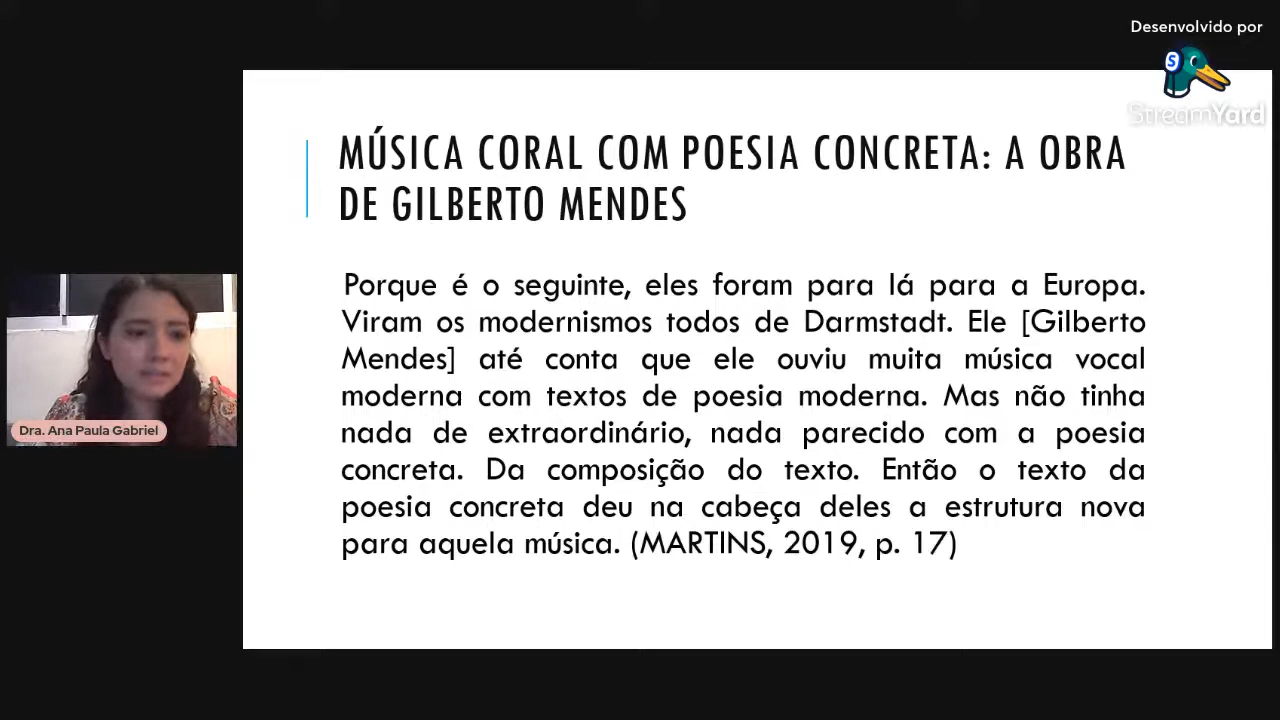 Desenvolvido por
S
StreamYard
MÚSICA CORAL COM POESIA CONCRETA: A OBRA
DE GILBERTO MENDES
Porque é o seguinte, eles foram para lá para a Europa.
Viram os modernismos todos de Darmstadt. Ele [Gilberto
Mendes] até conta que ele ouviu muita música vocal
moderna com textos de poesia moderna. Mas não tinha
nada de extraordinário, nada parecido com a poesia
concreta. Da composição do texto. Então o texto da
poesia concreta deu na cabeça deles a estrutura nova
para aquela música. (MARTINS, 2019, p. 17)
Dra. Ana Paula Gabriel